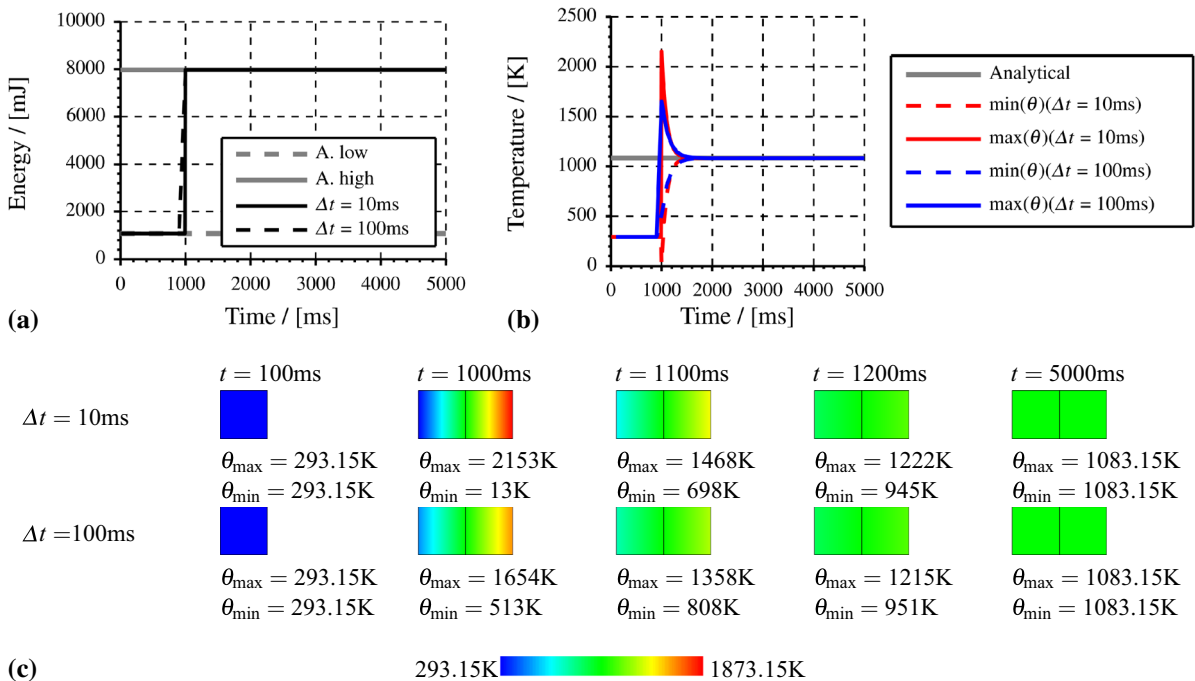 10000
8000
6000
4000
2000
0
Energy / [mJ]
A. low
A. high
Δt = 10ms
Δt = 100ms
0 1000 2000 3000 4000 5000
Time / [ms]
(a)
2500
2000
1500
1000
500
0
Temperature / [K]
0 1000 2000 3000 4000 5000
Time / [ms]
(b)
Analytical
min(θ)(Δt = 10ms)
max(θ)(Δt = 10ms)
min(θ)(Δt = 100ms)
max(θ)(Δt = 100ms)
t = 100ms t = 1000ms t = 1100ms t = 1200ms t = 5000ms
Δt = 10ms
θmax = 293.15K θmax = 2153K θmax = 1468K θmax = 1222K θmax = 1083.15K
θmin = 293.15K θmin = 13K θmin = 698K θmin = 945K θmin = 1083.15K
Δt =100ms
θmax = 293.15K θmax = 1654K θmax = 1358K θmax = 1215K θmax = 1083.15K
θmin = 293.15K θmin = 513K θmin = 808K θmin = 951K θmin = 1083.15K
(c)
293.15K 1873.15K